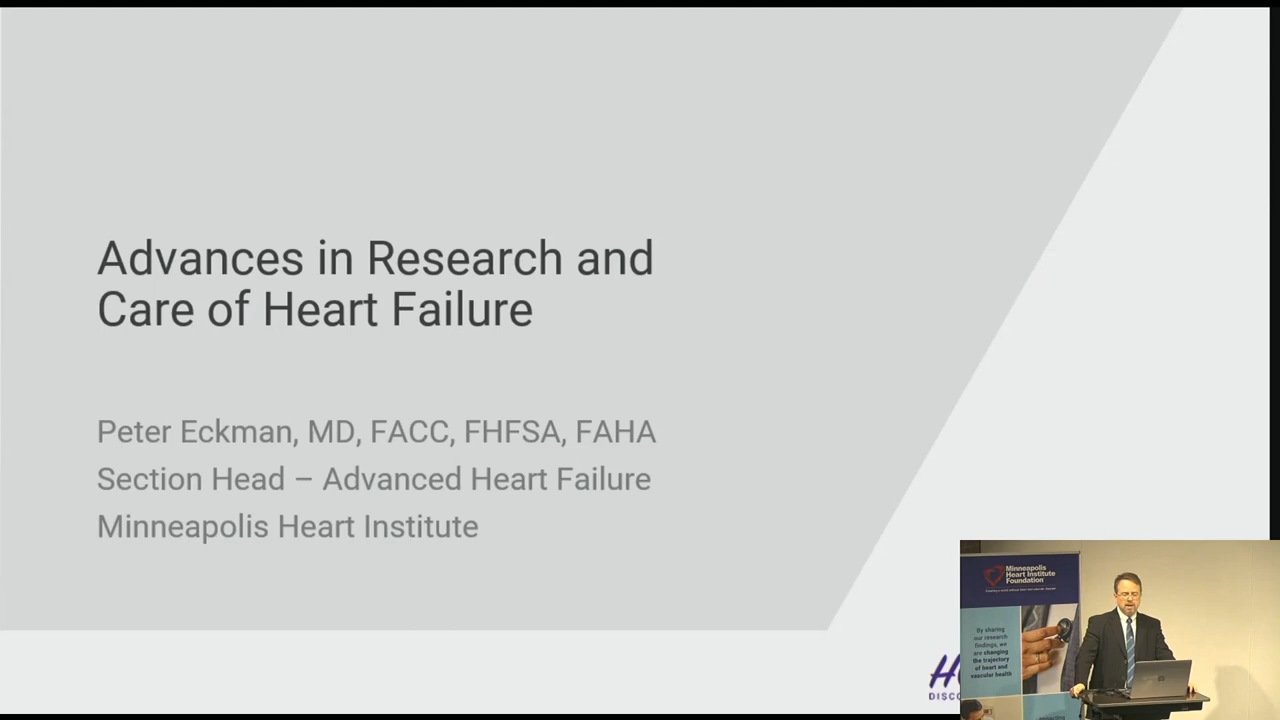 Advances in Research and
Care of Heart Failure
Peter Eckman, MD, FACC, FHFSA, FAHA
Section Head – Advanced Heart Failure
Minneapolis Heart Institute
Minneapolis
Heart Institute
Foundation
By sharing
our research
findings, we
are changing
the trajectory
of heart and
vascular health